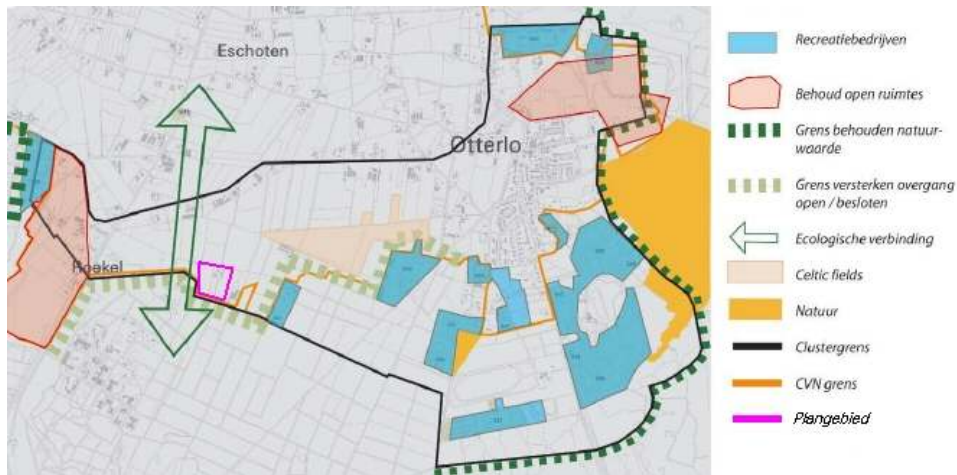 Eschoten
Otterlo
Roekel
Recreatiebedrijven
Behoud open ruimtes
Grens behouden natuur-
waarde
Grens versterken overgang
open / besloten
Ecologische verbinding
Celtic fields
Natuur
Clustergrens
CVN grens
Plangebied